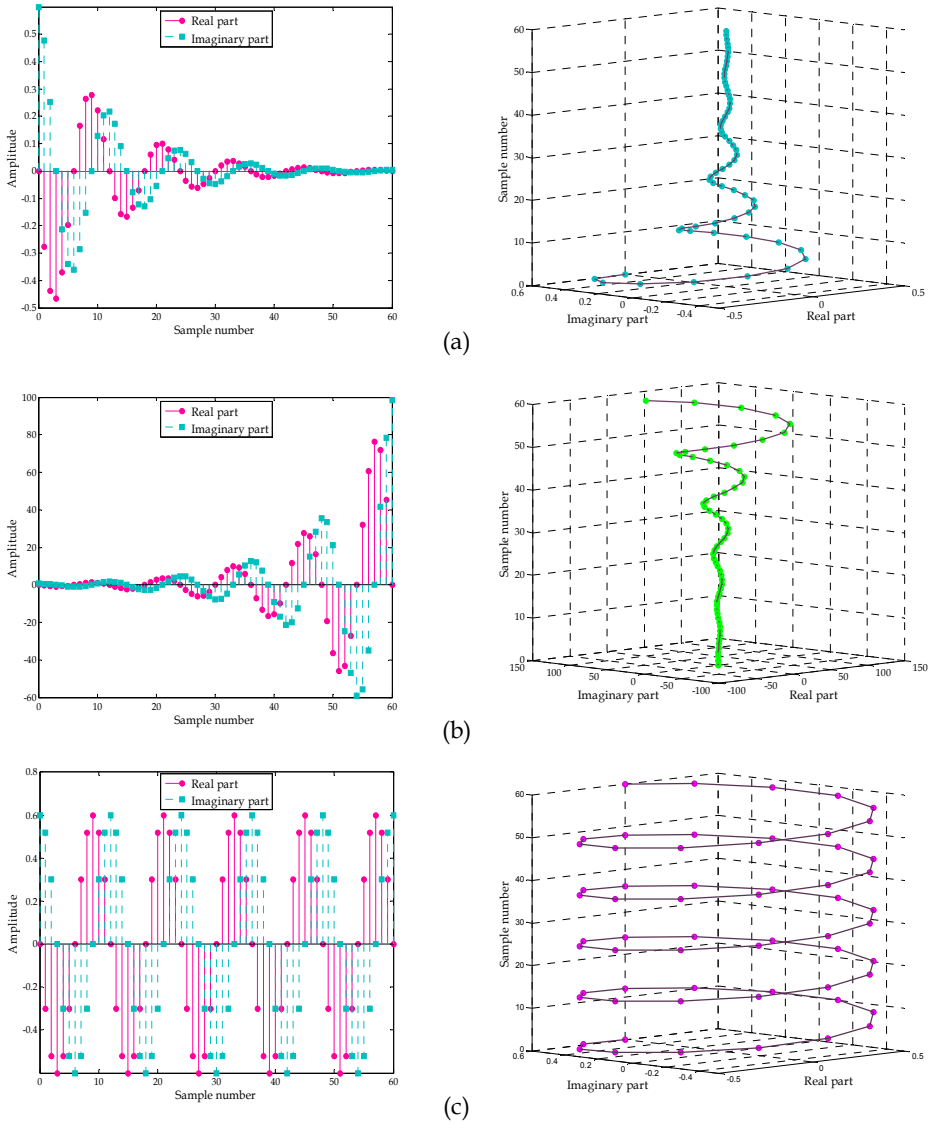 0.6
0.5
0.4
0.3
0.2
0.1
0
-0.1
-0.2
-0.3
-0.4
-0.5
Amplitude
Real part
Imaginary part
0 10 20 30 40 50 60
Sample number
60
50
40
30
20
10
0
Sample number
0.6 0.4 0.2 0 -0.2 -0.4
Imaginary part
-0.5 0 0.5
Real part
(a)
100
80
60
40
20
0
-20
-40
-60
Amplitude
Real part
Imaginary part
0 10 20 30 40 50 60
Sample number
60
50
40
30
20
10
0
Sample number
150 100 50 0 -50 -100
Imaginary part
-100 -50 0 50 100 150
Real part
(b)
0.8
0.6
0.4
0.2
0
-0.2
-0.4
Amplitude
Real part
Imaginary part
0 10 20 30 40 50 60
Sample number
60
50
40
30
20
10
0
Sample number
0.6 0.4 0.2 0 -0.2 -0.4
Imaginary part
-0.5 0 0.5
Real part
(c)